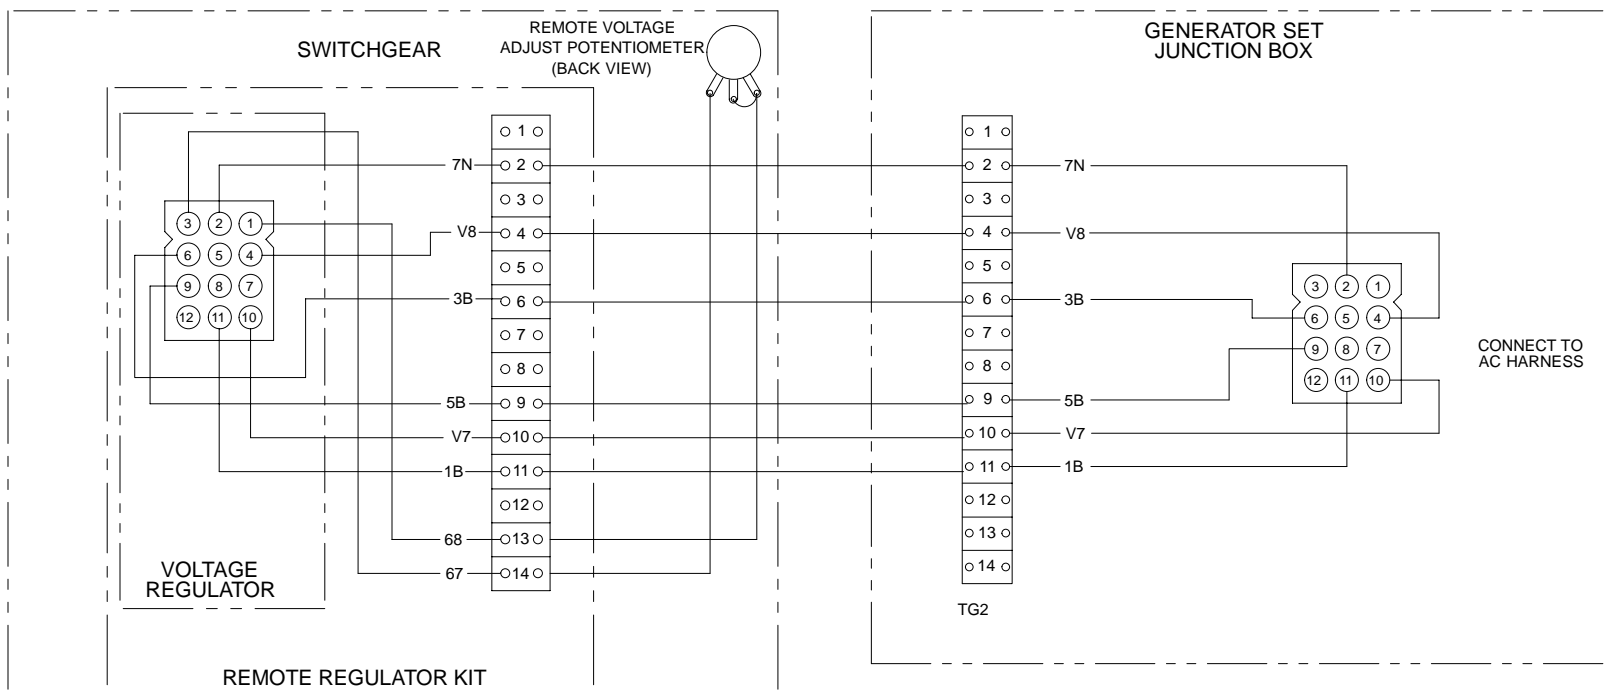 SWITCHGEAR
REMOTE VOLTAGE
ADJUST POTENTIOMETER
(BACK VIEW)
GENERATOR SET
JUNCTION BOX
3 2 1
6 5 4
9 8 7
12 11 10
7N
V8
3B
5B
V7
1B
68
67
1
2
3
4
5
6
7
8
9
10
11
12
13
14
VOLTAGE
REGULATOR
REMOTE REGULATOR KIT
1
2
3
4
5
6
7
8
9
10
11
12
13
14
TG2
7N
V8
3B
5B
V7
1B
3 2 1
6 5 4
9 8 7
12 11 10
CONNECT TO
AC HARNESS